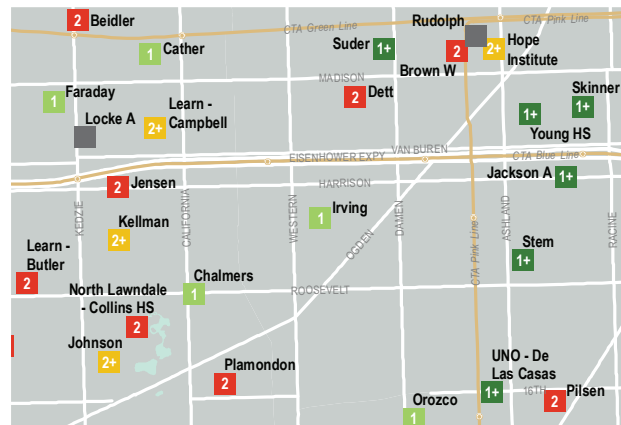 2 Beidler
CTA Green Line
Rudolph
CTA Pink Line
1 Cather
Suder 1+
2 2+ Hope
Institute
Brown W
MADISON
1 Faraday
2 Dett
Skinner
1+
Locke A
Learn -
Campbell
2+
1+
Young HS
VAN BUREN
EISENHOWER EXPY
CTA Blue Line
HARRISON
Jackson A 1+
2 Jensen
KEDZIE
CALIFORNIA
WESTERN
DAMEN
ASHLAND
RACINE
Kellman
2+
1 Irving
OGDEN
CTA Pink Line
Stem
1+
Learn -
Butler
2
Chalmers
1
ROOSEVELT
North Lawndale
- Collins HS
2
Johnson
2+
Plamondon
2
UNO - De
Las Casas
1+
16TH
2 Pilsen
Orozco
1